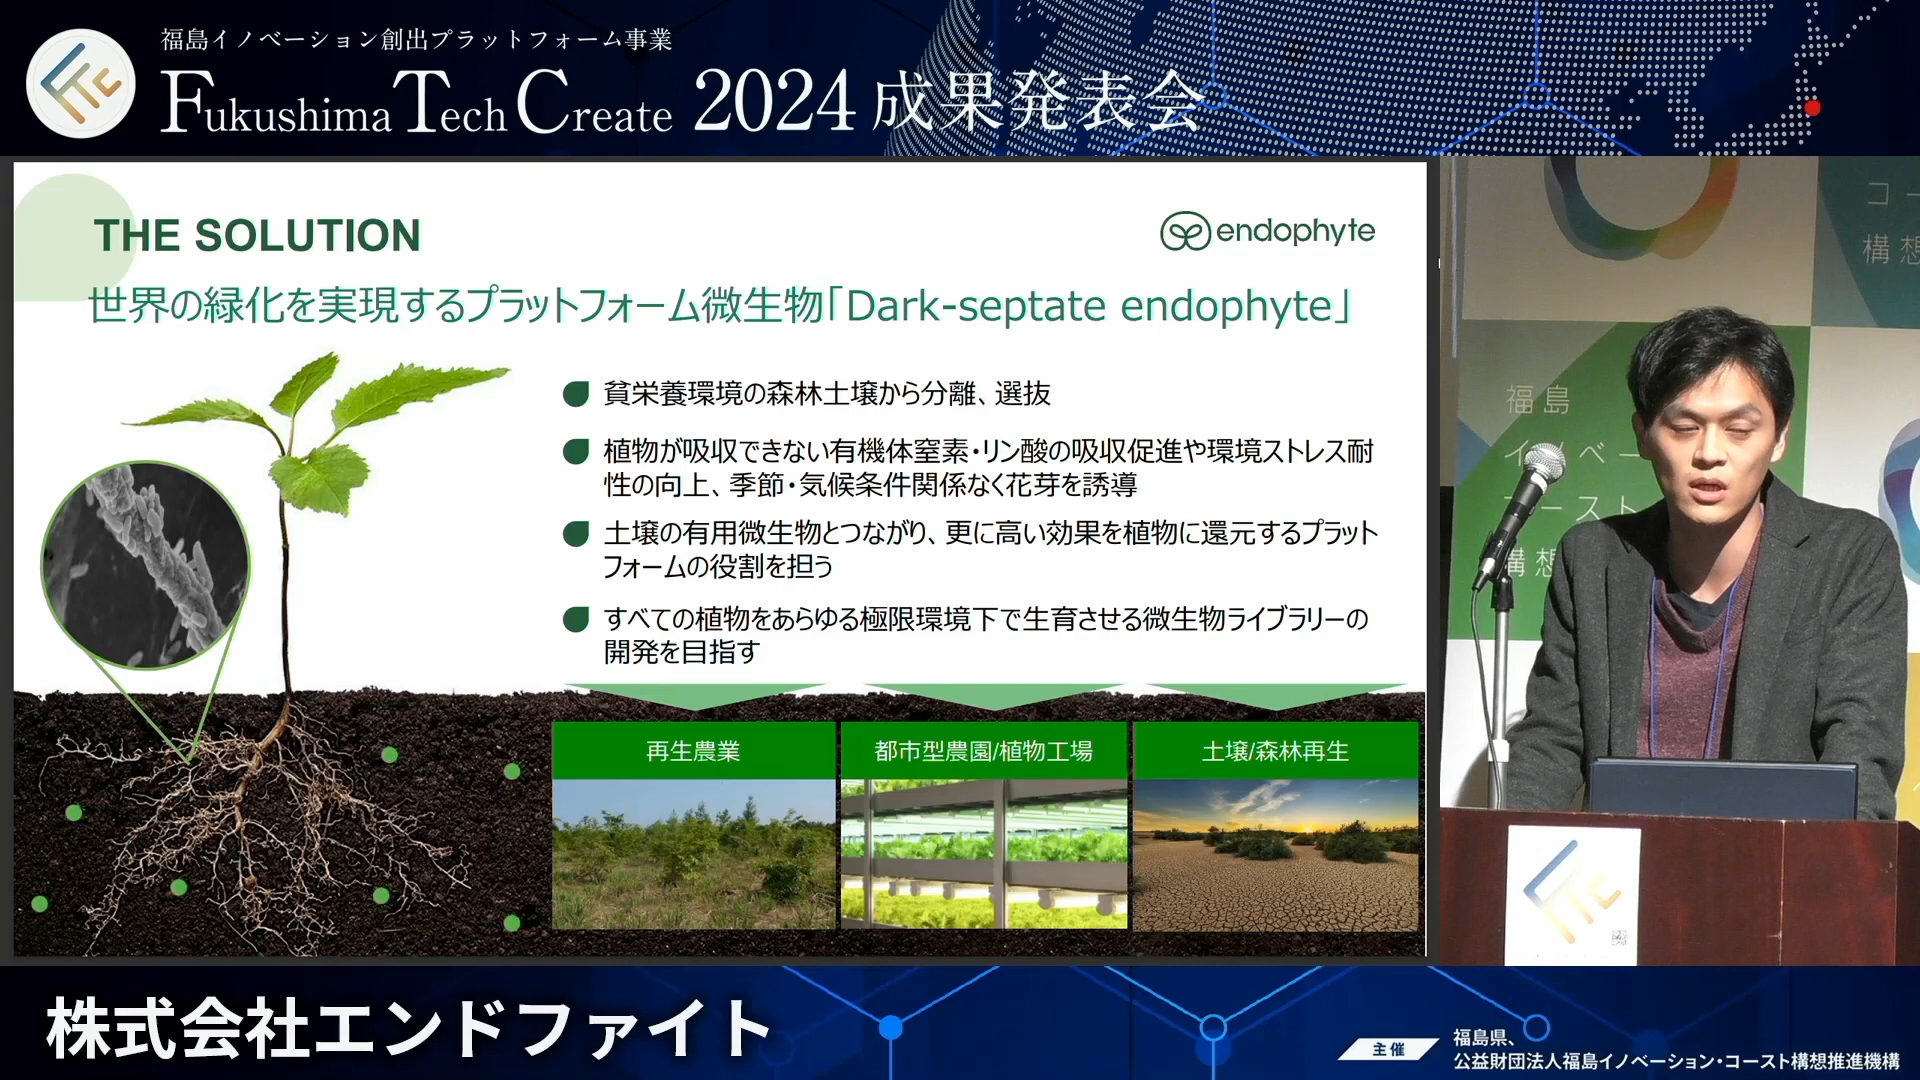 福島イノベーション創出プラットフォーム事業
Fukushima Tech Create 2024 成果発表会
THE SOLUTION
endophyte
世界の緑化を実現するプラットフォーム微生物「Dark-septate endophyte」
貧栄養環境の森林土壌から分離、選抜
植物が吸収できない有機体窒素・リン酸の吸収促進や環境ストレス耐
性の向上、季節・気候条件関係なく花芽を誘導
土壌の有用微生物とつながり、更に高い効果を植物に還元するプラット
フォームの役割を担う
すべての植物をあらゆる極限環境下で生育させる微生物ライブラリーの
開発を目指す
再生農業
都市型農園/植物工場
土壌/森林再生
コー
構想
福島
イノベー
コースト
構想
株式会社エンドファイト
主催
福島県、
公益財団法人福島イノベーション・コースト構想推進機構